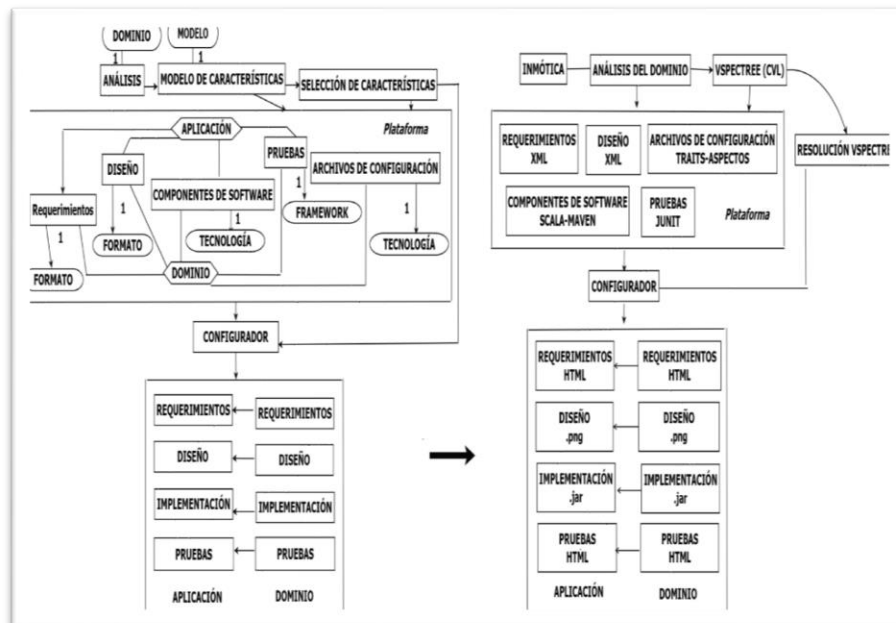 DOMINIO
MODELO
1
1
ANÁLISIS
MODELO DE CARACTERÍSTICAS
SELECCIÓN DE CARACTERÍSTICAS
APLICACIÓN
Plataforma
DISEÑO
PRUEBAS
ARCHIVOS DE CONFIGURACIÓN
COMPONENTES DE SOFTWARE
Requerimientos
1
1
1
1
1
FRAMEWORK
FORMATO
TECNOLOGÍA
TECNOLOGÍA
FORMATO
DOMINIO
CONFIGURADOR
REQUERIMIENTOS
REQUERIMIENTOS
DISEÑO
DISEÑO
IMPLEMENTACIÓN
IMPLEMENTACIÓN
PRUEBAS
PRUEBAS
APLICACIÓN
DOMINIO
INMÓTICA
ANÁLISIS DEL DOMINIO
VSPECTREE (CVL)
REQUERIMIENTOS
XML
DISEÑO
XML
ARCHIVOS DE CONFIGURACIÓN
TRAITS-ASPECTOS
RESOLUCIÓN VSPECTRE
COMPONENTES DE SOFTWARE
SCALA-MAVEN
PRUEBAS
JUNIT
Plataforma
CONFIGURADOR
REQUERIMIENTOS
HTML
REQUERIMIENTOS
HTML
DISEÑO
.png
DISEÑO
.png
IMPLEMENTACIÓN
.jar
IMPLEMENTACIÓN
.jar
PRUEBAS
HTML
PRUEBAS
HTML
APLICACIÓN
DOMINIO